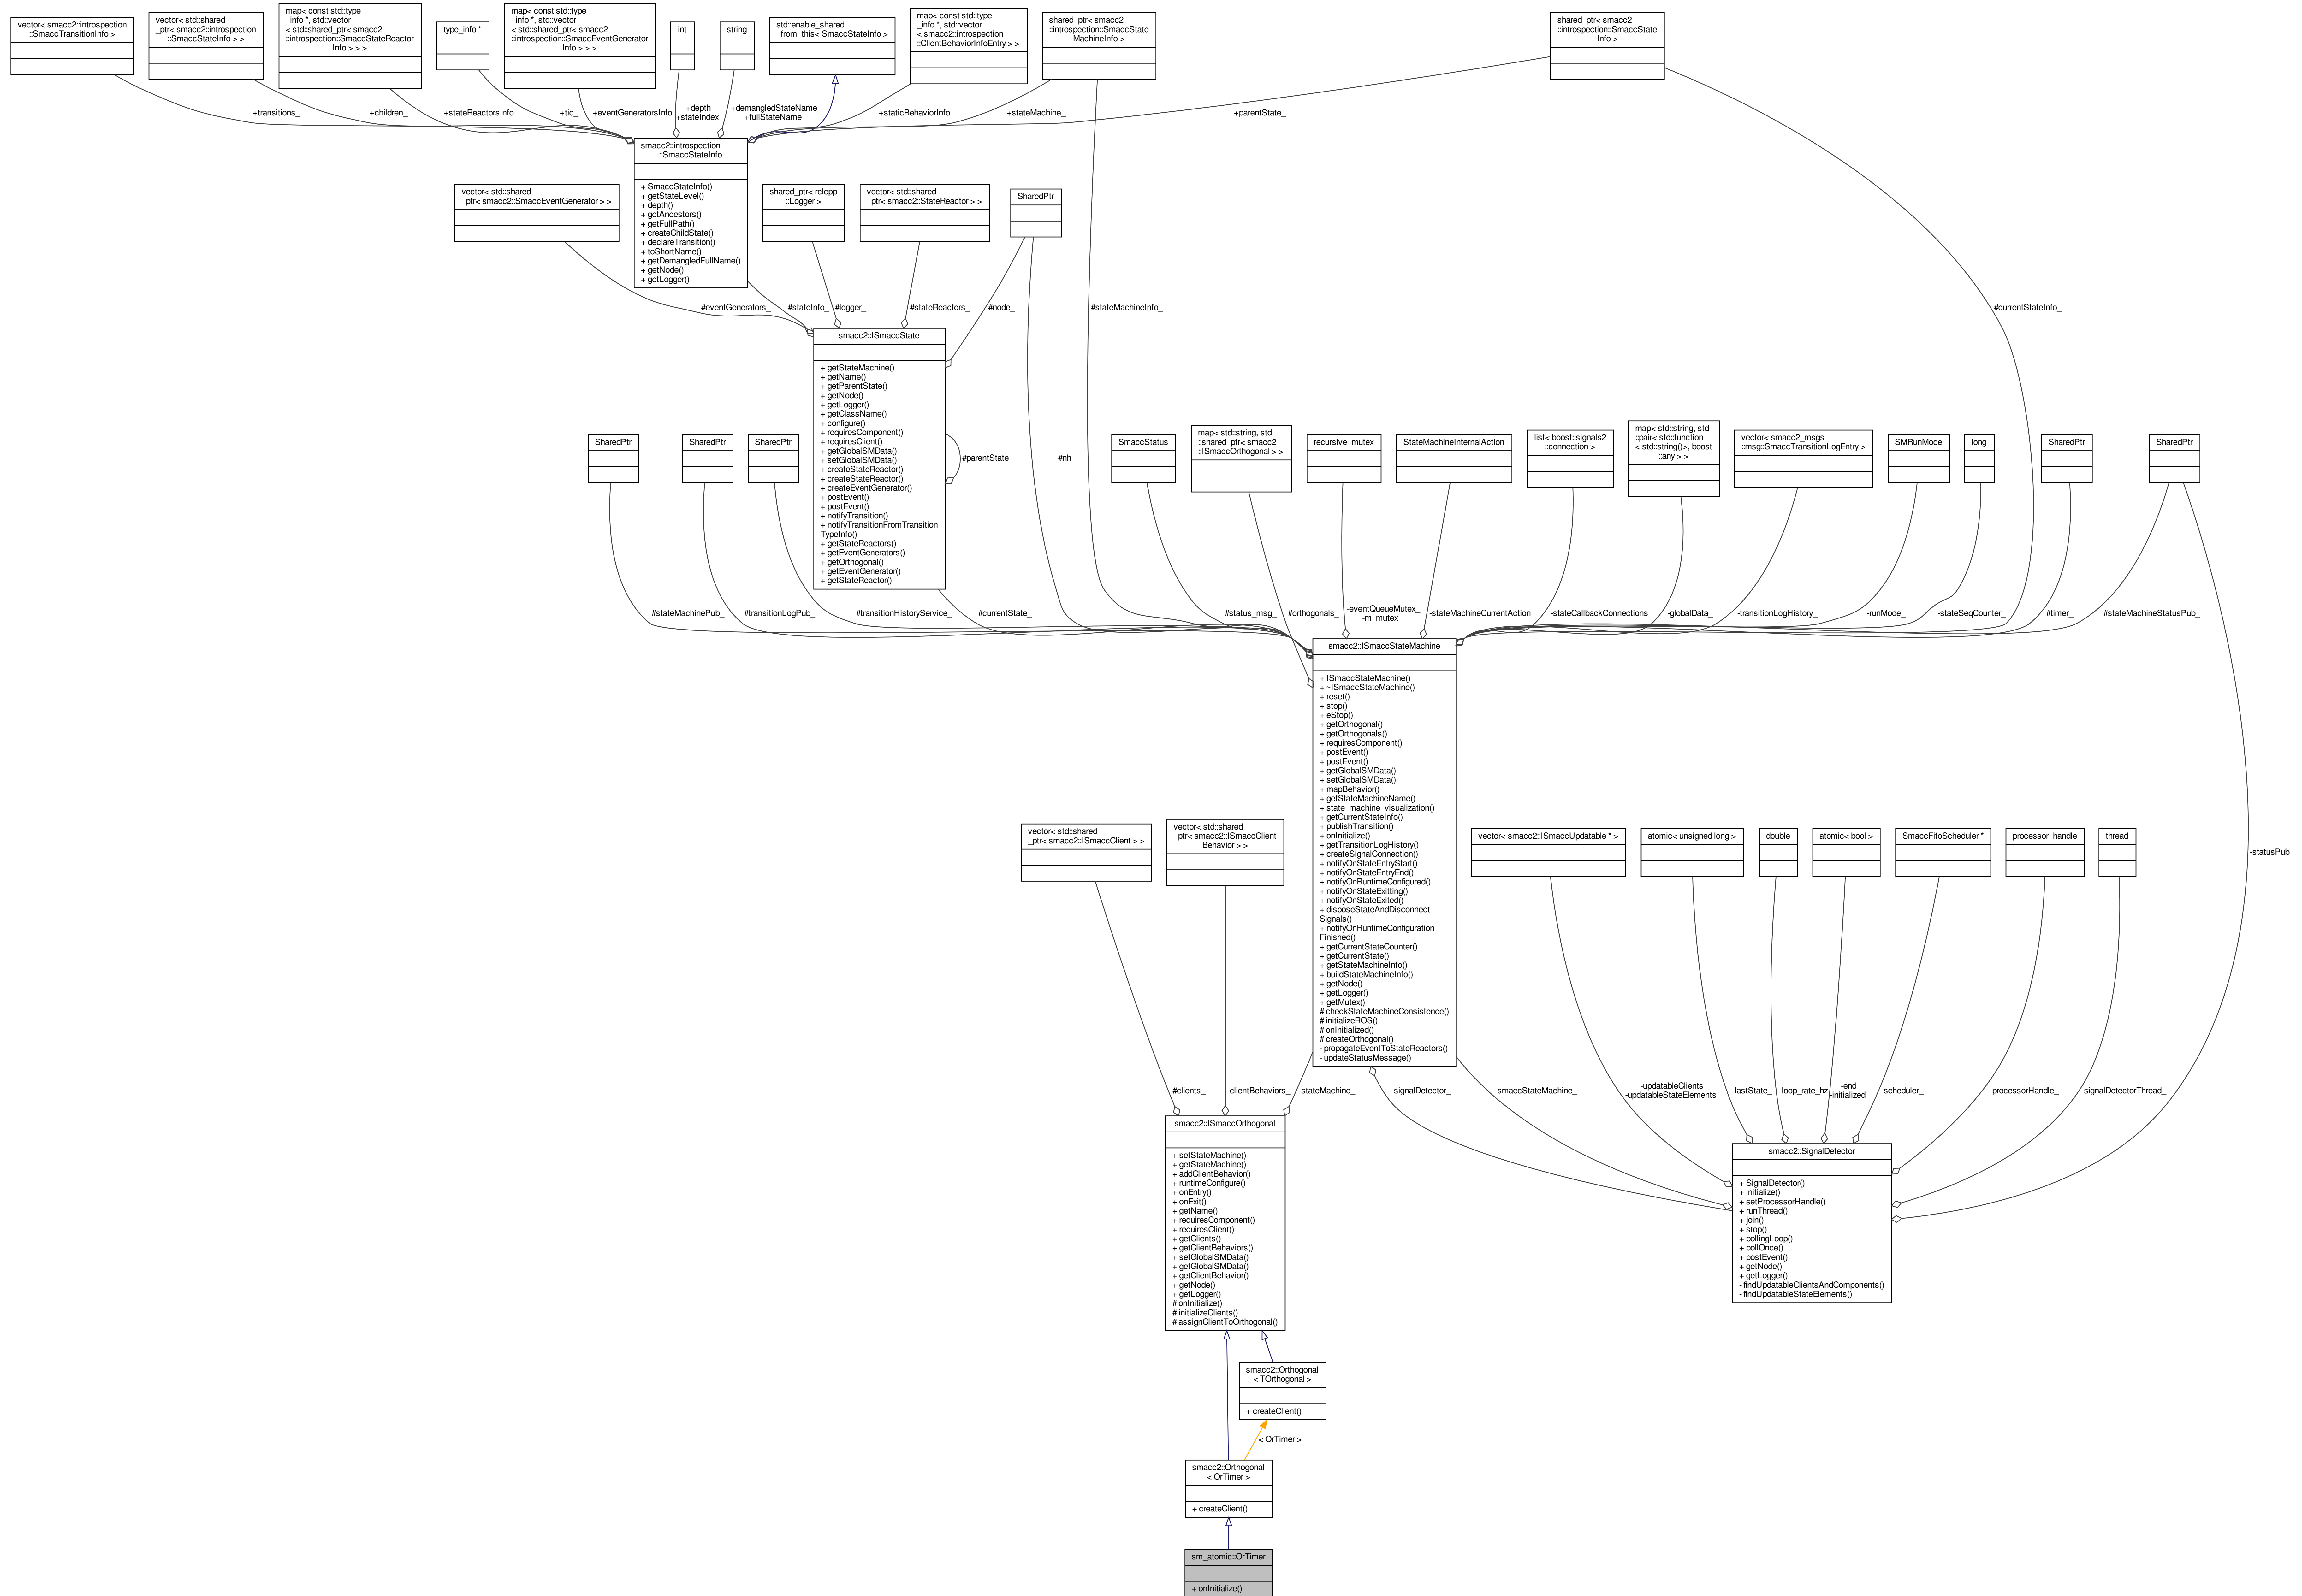 vector< smacc2::introspection
::SmaccTransitionInfo >
vector< std::shared
_ptr< smacc2::introspection
::SmaccStateInfo > >
map< const std::type
_info *, std::vector
< std::shared_ptr< smacc2
::introspection::SmaccStateReactor
Info > > >
type_info *
map< const std::type
_info *, std::vector
< std::shared_ptr< smacc2
::introspection::SmaccEventGenerator
Info > > >
int
string
std::enable_shared
_from_this< SmaccStateInfo >
map< const std::type
_info *, std::vector
< smacc2::introspection
::ClientBehaviorInfoEntry > >
shared_ptr< smacc2
::introspection::SmaccState
MachineInfo >
shared_ptr< smacc2
::introspection::SmaccState
Info >
+transitions_
+children_
+stateReactorsInfo
+tid_
+eventGeneratorsInfo
+depth_
+stateIndex_
+demangledStateName
+fullStateName
+staticBehaviorInfo
+stateMachine_
+parentState_
smacc2::introspection
::SmaccStateInfo
+ SmaccStateInfo()
+ getStateLevel()
+ depth()
+ getAncestors()
+ getFullPath()
+ createChildState()
+ declareTransition()
+ toShortName()
+ getDemangledFullName()
+ getNode()
+ getLogger()
vector< std::shared
_ptr< smacc2::SmaccEventGenerator > >
shared_ptr< rclcpp
::Logger >
vector< std::shared
_ptr< smacc2::StateReactor > >
SharedPtr
#eventGenerators_
#stateInfo_
#logger_
#stateReactors_
#node_
#stateMachineInfo_
#currentStateInfo_
smacc2::ISmaccState
+ getStateMachine()
+ getName()
+ getParentState()
+ getNode()
+ getLogger()
+ getClassName()
+ configure()
+ requiresComponent()
+ requiresClient()
+ getGlobalSMData()
+ setGlobalSMData()
+ createStateReactor()
+ createStateReactor()
+ createEventGenerator()
+ postEvent()
+ postEvent()
+ notifyTransition()
+ notifyTransitionFromTransition
TypeInfo()
+ getStateReactors()
+ getEventGenerators()
+ getOrthogonal()
+ getEventGenerator()
+ getStateReactor()
#parentState_
#nh_
SharedPtr
SharedPtr
SharedPtr
SmaccStatus
map< std::string, std
::shared_ptr< smacc2
::ISmaccOrthogonal > >
recursive_mutex
StateMachineInternalAction
list< boost::signals2
::connection >
map< std::string, std
::pair< std::function
< std::string()>, boost
::any > >
vector< smacc2_msgs
::msg::SmaccTransitionLogEntry >
SMRunMode
long
SharedPtr
SharedPtr
#stateMachinePub_
#transitionLogPub_
#transitionHistoryService_
#currentState_
#status_msg_
#orthogonals_
-eventQueueMutex_
-m_mutex_
-stateMachineCurrentAction
-stateCallbackConnections
-globalData_
-transitionLogHistory_
-runMode_
-stateSeqCounter_
#timer_
#stateMachineStatusPub_
smacc2::ISmaccStateMachine
+ ISmaccStateMachine()
+ ~ISmaccStateMachine()
+ reset()
+ stop()
+ eStop()
+ getOrthogonal()
+ getOrthogonals()
+ requiresComponent()
+ postEvent()
+ postEvent()
+ getGlobalSMData()
+ setGlobalSMData()
+ mapBehavior()
+ getStateMachineName()
+ state_machine_visualization()
+ getCurrentStateInfo()
+ publishTransition()
+ onInitialize()
+ getTransitionLogHistory()
+ createSignalConnection()
+ notifyOnStateEntryStart()
+ notifyOnStateEntryEnd()
+ notifyOnRuntimeConfigured()
+ notifyOnStateExitting()
+ notifyOnStateExited()
+ disposeStateAndDisconnect
Signals()
+ notifyOnRuntimeConfiguration
Finished()
+ getCurrentStateCounter()
+ getCurrentState()
+ getStateMachineInfo()
+ buildStateMachineInfo()
+ getNode()
+ getLogger()
+ getMutex()
# checkStateMachineConsistence()
# initializeROS()
# onInitialized()
# createOrthogonal()
- propagateEventToStateReactors()
- updateStatusMessage()
vector< std::shared
_ptr< smacc2::ISmaccClient > >
vector< std::shared
_ptr< smacc2::ISmaccClient
Behavior > >
vector< smacc2::ISmaccUpdatable * >
atomic< unsigned long >
double
atomic< bool >
SmaccFifoScheduler *
processor_handle
thread
-statusPub_
#clients_
-clientBehaviors_
-stateMachine_
-signalDetector_
-smaccStateMachine_
-updatableClients_
-updatableStateElements_
-lastState_
-loop_rate_hz
-end_
-initialized_
-scheduler_
-processorHandle_
-signalDetectorThread_
smacc2::ISmaccOrthogonal
+ setStateMachine()
+ getStateMachine()
+ addClientBehavior()
+ runtimeConfigure()
+ onEntry()
+ onExit()
+ getName()
+ requiresComponent()
+ requiresClient()
+ getClients()
+ getClientBehaviors()
+ setGlobalSMData()
+ getGlobalSMData()
+ getClientBehavior()
+ getNode()
+ getLogger()
# onInitialize()
# initializeClients()
# assignClientToOrthogonal()
smacc2::SignalDetector
+ SignalDetector()
+ initialize()
+ setProcessorHandle()
+ runThread()
+ join()
+ stop()
+ pollingLoop()
+ pollOnce()
+ postEvent()
+ getNode()
+ getLogger()
- findUpdatableClientsAndComponents()
- findUpdatableStateElements()
smacc2::Orthogonal
< TOrthogonal >
+ createClient()
< OrTimer >
smacc2::Orthogonal
< OrTimer >
+ createClient()
sm_atomic::OrTimer
+ onInitialize()